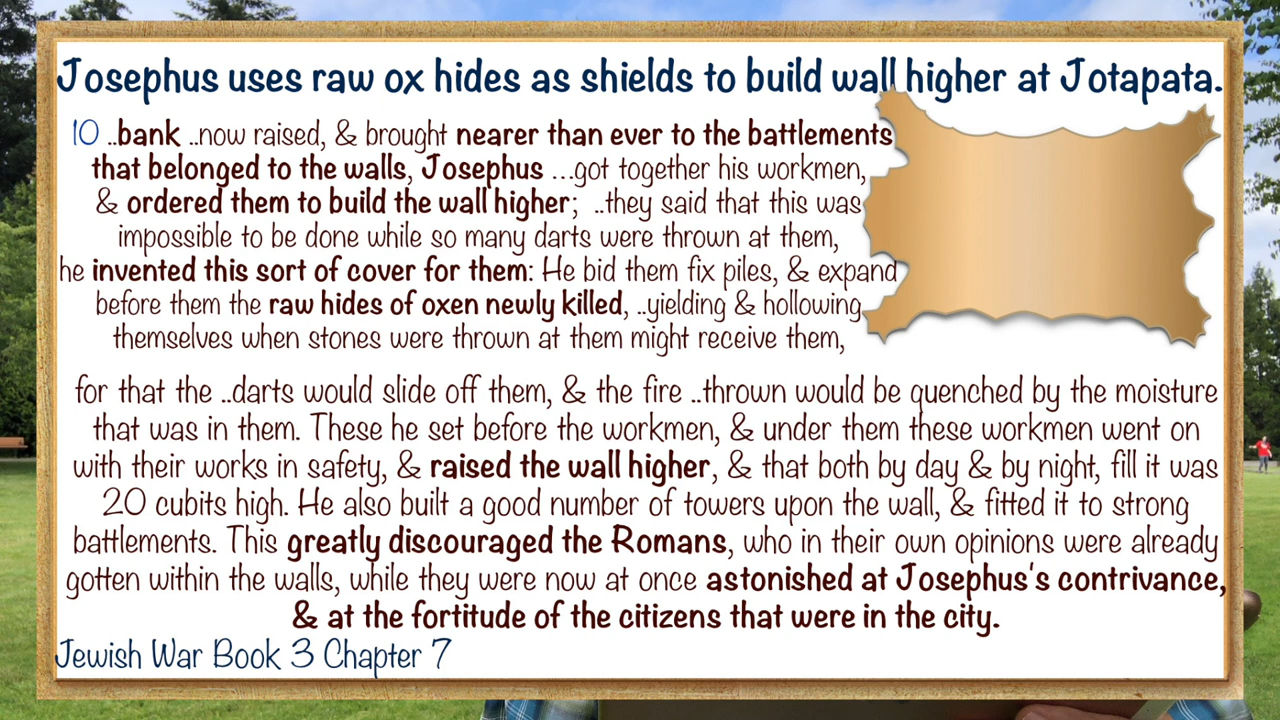 Josephus uses raw ox hides as shields to build wall higher at Jotapata.
10 ..bank ..now raised, & brought nearer than ever to the battlements
that belonged to the walls, Josephus ...got together his workmen,
& ordered them to build the wall higher; ..they said that this was
impossible to be done while so many darts were thrown at them,
he invented this sort of cover for them: He bid them fix piles, & expand
before them the raw hides of oxen newly killed, ..yielding & hollowing
themselves when stones were thrown at them might receive them,
for that the ..darts would slide off them, & the fire ..thrown would be quenched by the moisture
that was in them. These he set before the workmen, & under them these workmen went on
with their works in safety, & raised the wall higher, & that both by day & by night, fill it was
20 cubits high. He also built a good number of towers upon the wall, & fitted it to strong
battlements. This greatly discouraged the Romans, who in their own opinions were already
gotten within the walls, while they were now at once astonished at Josephus's contrivance,
& at the fortitude of the citizens that were in the city.
Jewish War Book 3 Chapter 7